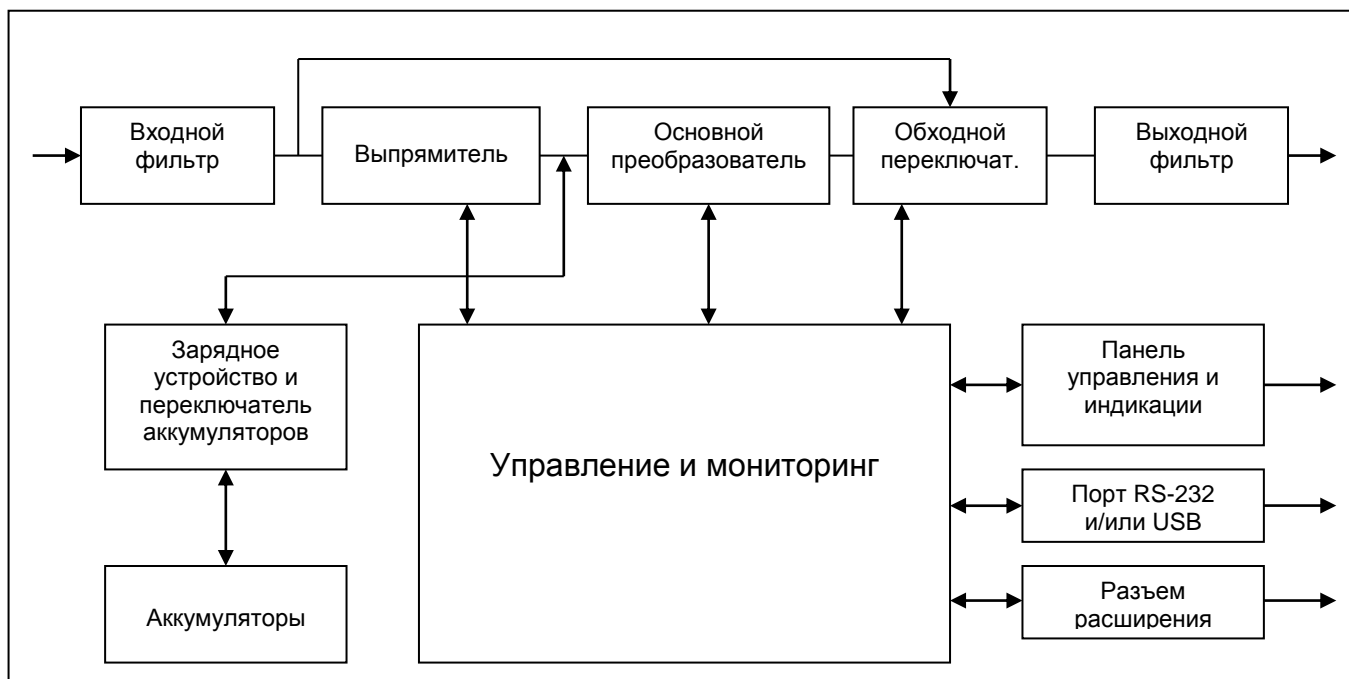 Входной
фильтр
Выпрямитель
Основной
преобразователь
Обходной
переключат.
Выходной
фильтр
Зарядное
устройство и
переключатель
аккумуляторов
Управление и мониторинг
Панель
управления и
индикации
Порт RS-232
и/или USB
Аккумуляторы
Разъем
расширения